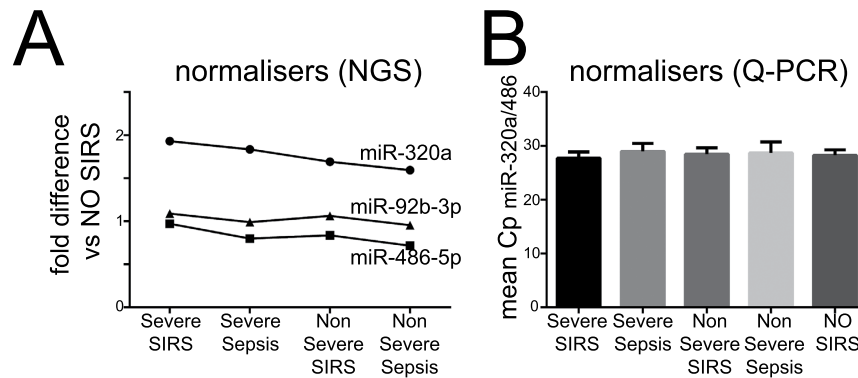 A
normalisers (NGS)
fold difference
vs NO SIRS
2
1
0
miR-320a
miR-92b-3p
miR-486-5p
Severe
SIRS
Severe
Sepsis
Non
Severe
SIRS
Non
Severe
Sepsis
B
normalisers (Q-PCR)
mean Cp miR-320a/486
40
30
20
10
0
Severe
SIRS
Severe
Sepsis
Non
Severe
SIRS
Non
Severe
Sepsis
NO
SIRS